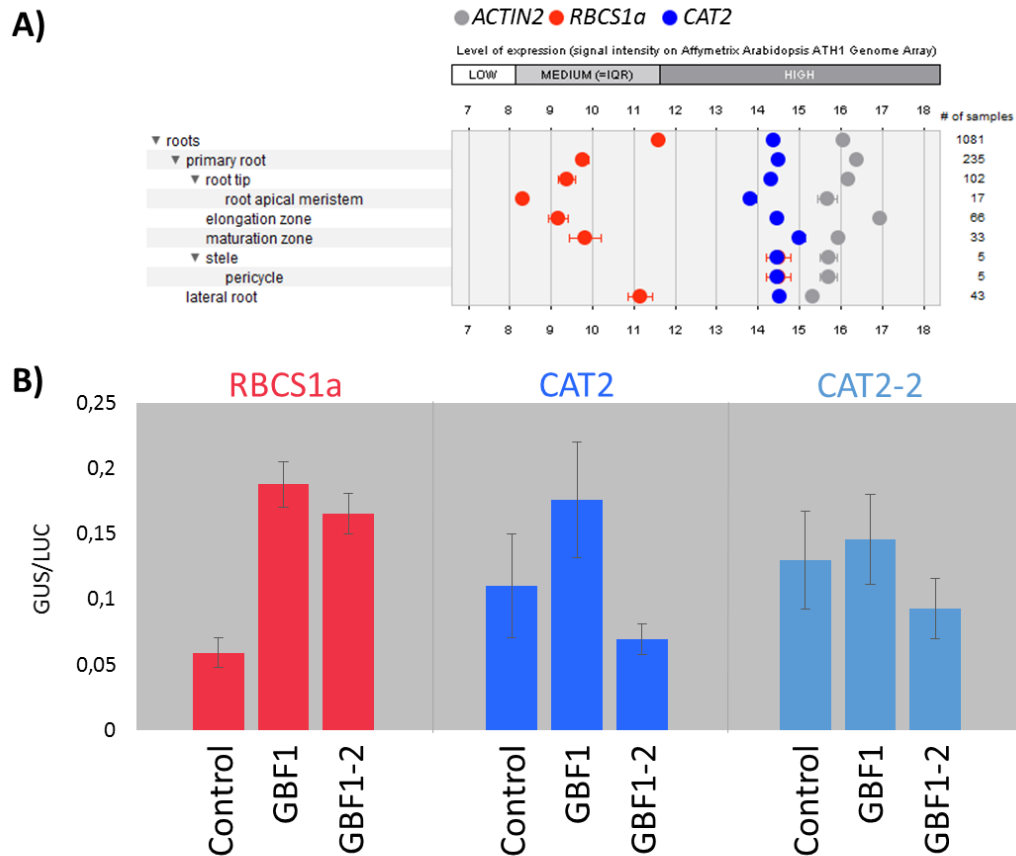 A)
ACTIN2 RBCS1a CAT2
Level of expression (signal intensity on Affymetrix Arabidopsis ATH1 Genome Array)
LOW MEDIUM (=IQR) HIGH
7 8 9 10 11 12 13 14 15 16 17 18
# of samples
roots 1081
primary root 235
root tip 102
root apical meristem 17
elongation zone 66
maturation zone 33
stele 5
pericycle 5
lateral root 43
7 8 9 10 11 12 13 14 15 16 17 18
B)
RBCS1a CAT2 CAT2-2
0,25
0,2
0,15
0,1
0,05
0
GUS/LUC
Control GBF1 GBF1-2 Control GBF1 GBF1-2 Control GBF1 GBF1-2